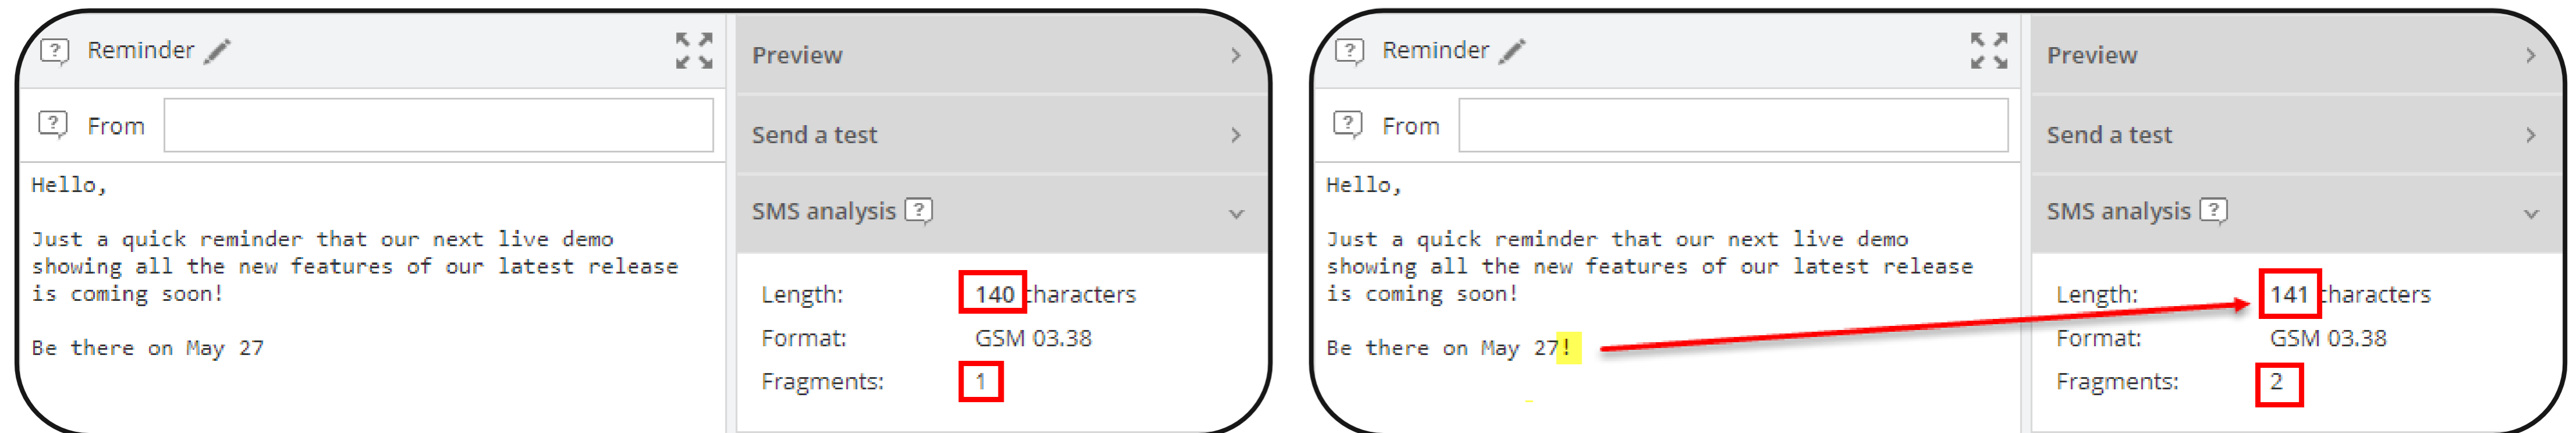 Reminder
From
Hello,
Just a quick reminder that our next live demo
showing all the new features of our latest release
is coming soon!
Be there on May 27
Preview
Send a test
SMS analysis ?
Length: 140 characters
Format: GSM 03.38
Fragments: 1
Reminder
From
Hello,
Just a quick reminder that our next live demo
showing all the new features of our latest release
is coming soon!
Be there on May 27!
Preview
Send a test
SMS analysis ?
Length: 141 characters
Format: GSM 03.38
Fragments: 2